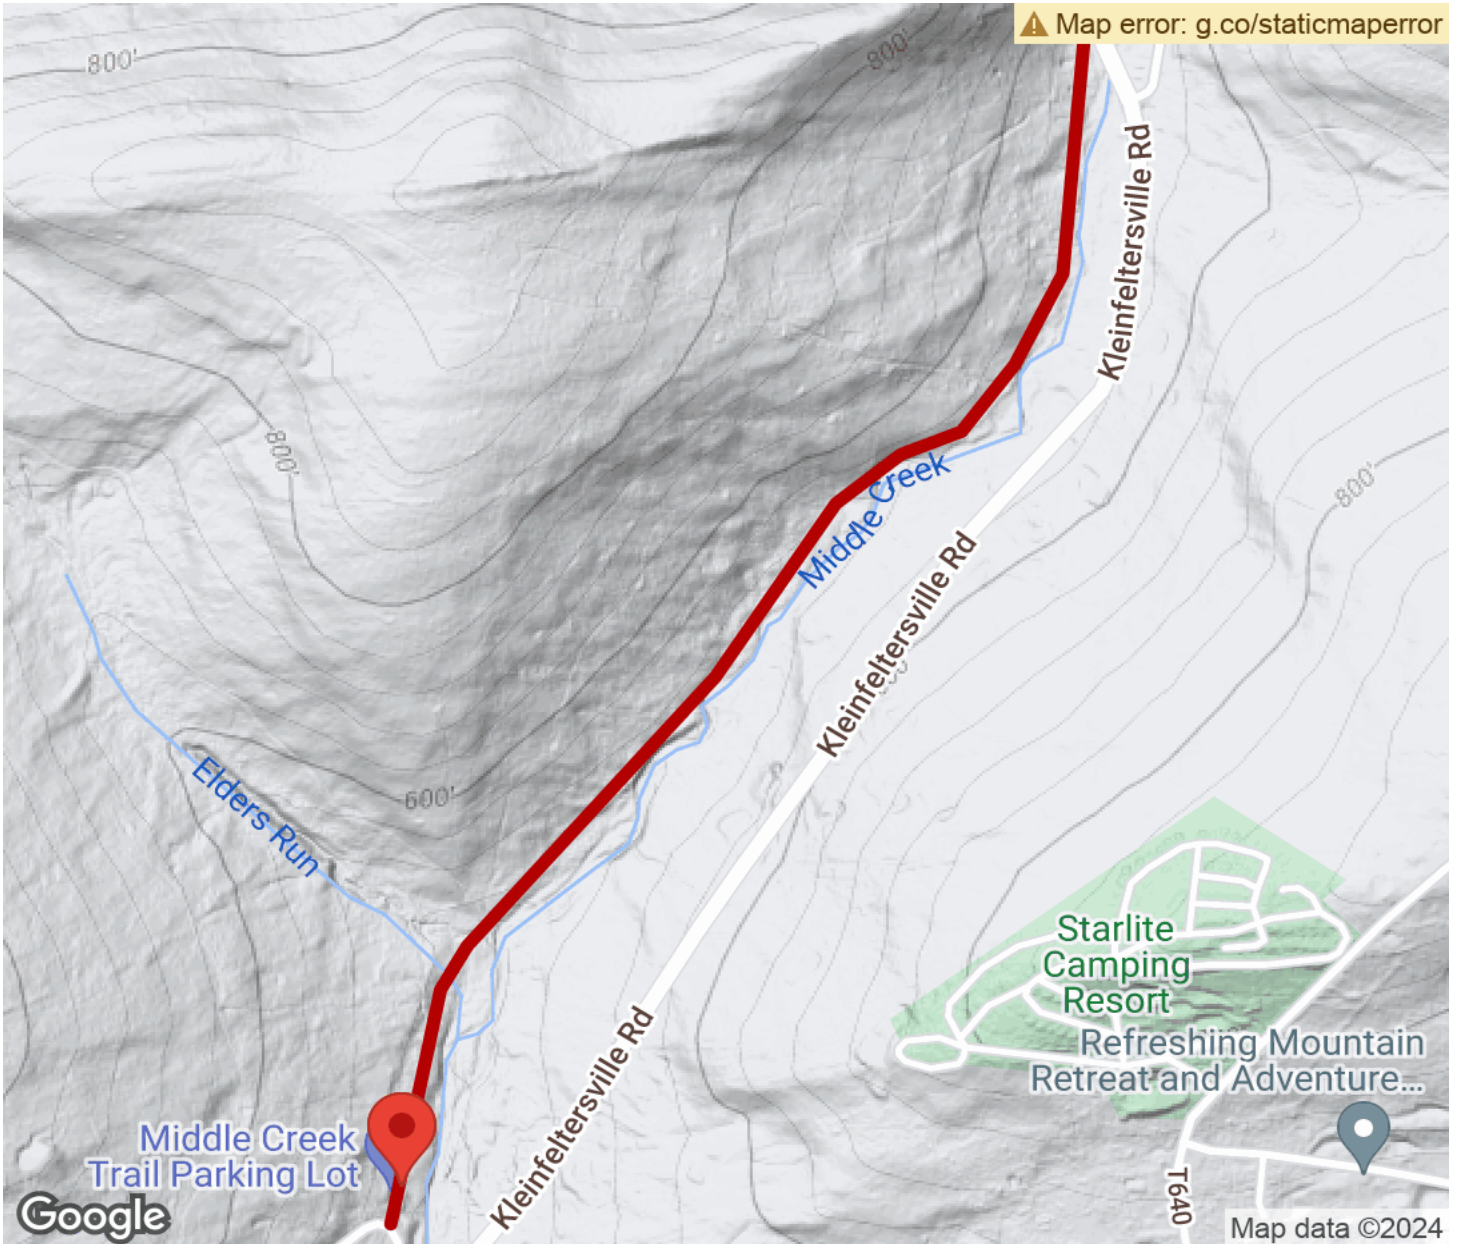 Map error: g.co/staticmaperror
800'
800'
Kleinfeltersville Rd
800'
Middle Creek
800'
Kleinfeltersville Rd
Elders Run
600'
Starlite
Camping
Resort
Refreshing Mountain
Retreat and Adventure...
Kleinfeltersville Rd
Middle Creek
Trail Parking Lot
T640
Google
Map data ©2024